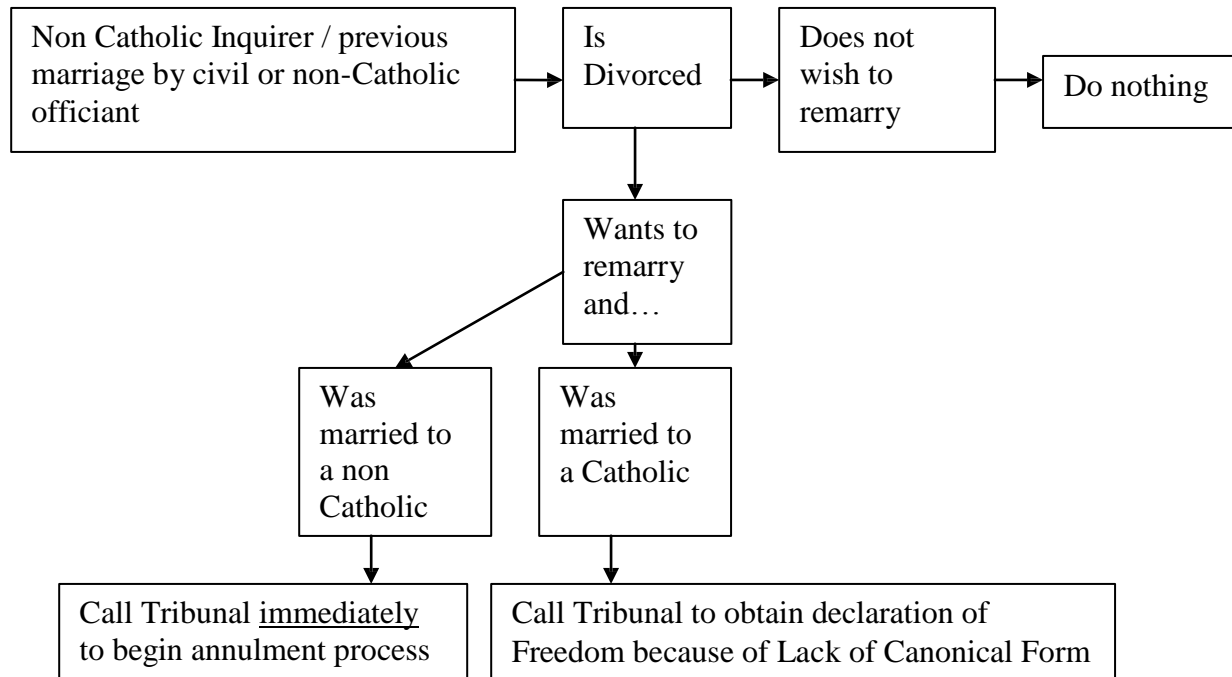 Non Catholic Inquirer / previous
marriage by civil or non-Catholic
officiant
Is
Divorced
Does not
wish to
remarry
Do nothing
Wants to
remarry
and…
Was
married to
a non
Catholic
Was
married to
a Catholic
Call Tribunal immediately
to begin annulment process
Call Tribunal to obtain declaration of
Freedom because of Lack of Canonical Form